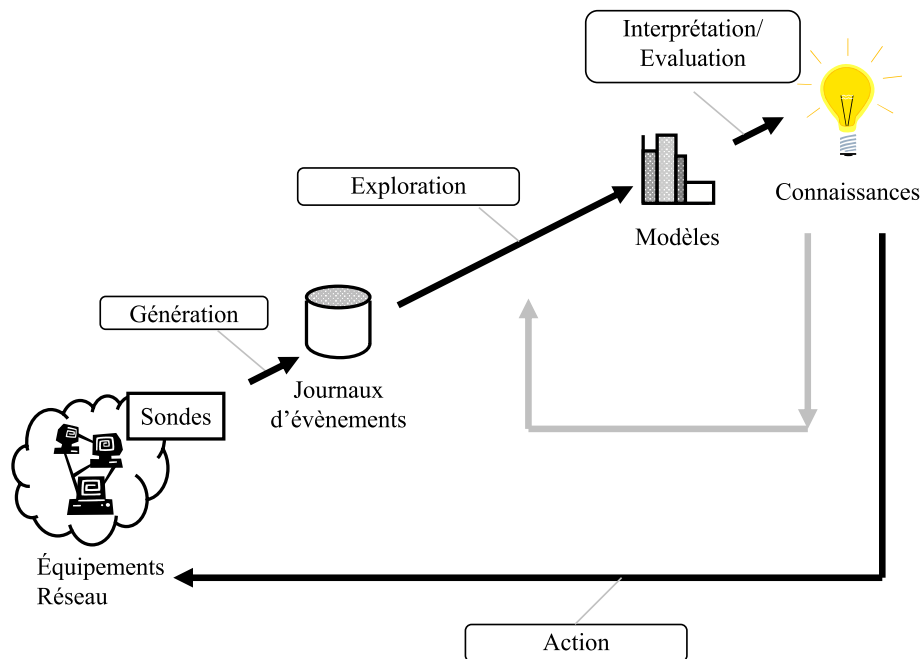 Interprétation/
Evaluation
Connaissances
Exploration
Modèles
Génération
Journaux
d’évènements
Sondes
Équipements
Réseau
Action